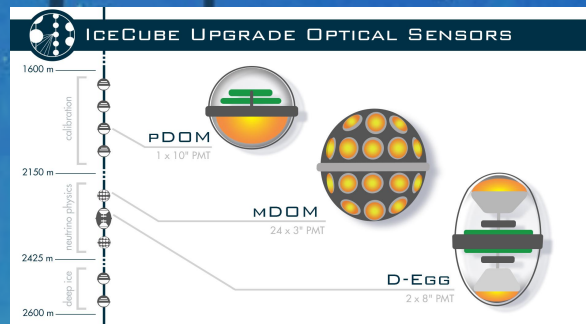 IceCube Upgrade Optical Sensors
1600 m
calibration
pDOM
1 x 10" PMT
2150 m
neutrino physics
mDOM
24 x 3" PMT
2425 m
D-Egg
2 x 8" PMT
deep ice
2600 m